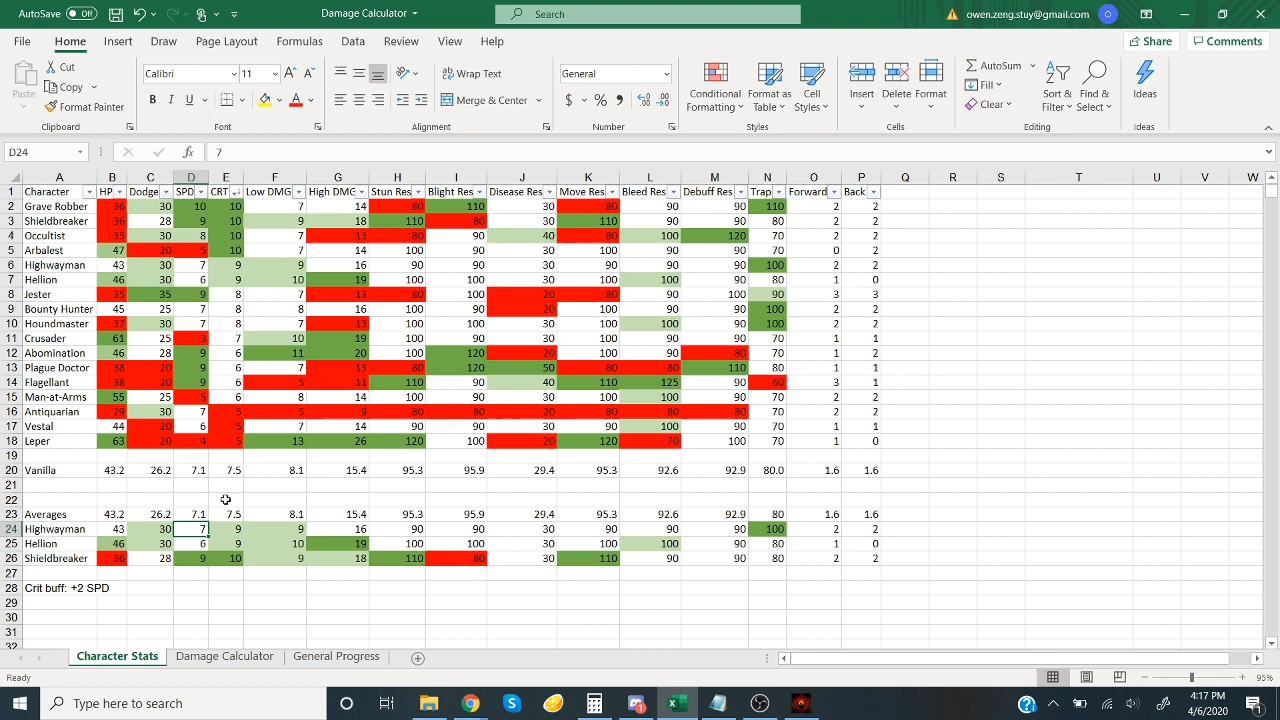 AutoSave Off Damage Calculator Search owen.zeng.stuy@gmail.com O
File Home Insert Draw Page Layout Formulas Data Review View Help Share Comments
Paste Cut Copy Format Painter Clipboard
Calibri 11 B I U Font
Wrap Text Merge & Center Alignment
General $ % Number
Conditional Formatting Format as Table Cell Styles Styles
Insert Delete Format Cells
AutoSum Fill Clear Sort & Filter Find & Select Editing
Ideas Ideas
D24 fx 7
A B C D E F G H I J K L M N O P Q R S T U V W
1 Character HP Dodge SPD CRT Low DMG High DMG Stun Res Blight Res Disease Res Move Res Bleed Res Debuff Res Trap Forward Back
2 Grave Robber 36 30 10 10 7 14 80 110 30 80 90 90 110 2 2
3 Shieldbreaker 36 28 9 10 9 18 110 80 30 110 90 90 80 2 2
4 Occultist 35 30 8 10 7 13 80 90 40 80 100 120 70 2 2
5 Arbalest 47 20 5 10 7 14 100 90 30 100 90 90 70 0 2
6 Highwayman 43 30 7 9 9 16 90 90 30 90 90 90 100 2 2
7 Hellion 46 30 6 9 10 19 100 100 30 100 100 90 80 1 0
8 Jester 35 35 9 8 7 13 80 100 20 80 90 100 90 3 3
9 Bounty Hunter 45 25 7 8 8 16 100 90 20 100 90 90 100 2 2
10 Houndmaster 37 30 7 8 7 13 100 100 30 100 100 90 100 2 2
11 Crusader 61 25 3 7 10 19 100 90 30 100 90 90 70 1 1
12 Abomination 46 28 9 6 11 20 100 120 20 100 90 80 70 1 2
13 Plague Doctor 38 20 9 6 7 13 80 120 50 80 80 110 80 1 1
14 Flagellant 38 20 9 6 5 11 110 90 40 110 125 90 60 3 1
15 Man-at-Arms 55 25 5 6 8 14 100 90 30 100 100 90 70 2 2
16 Antiquarian 29 30 7 5 5 9 80 80 20 80 80 80 70 2 2
17 Vestal 44 20 6 5 7 14 90 90 30 90 100 90 70 1 1
18 Leper 63 20 4 5 13 26 120 100 20 120 70 100 70 1 0
19
20 Vanilla 43.2 26.2 7.1 7.5 8.1 15.4 95.3 95.9 29.4 95.3 92.6 92.9 80.0 1.6 1.6
21
22
23 Averages 43.2 26.2 7.1 7.5 8.1 15.4 95.3 95.9 29.4 95.3 92.6 92.9 80 1.6 1.6
24 Highwayman 43 30 7 9 9 16 90 90 30 90 90 90 100 2 2
25 Hellion 46 30 6 9 10 19 100 100 30 100 100 90 80 1 0
26 Shieldbreaker 36 28 9 10 9 18 110 80 30 110 90 90 80 2 2
27
28 Crit buff: +2 SPD
29
30
31
32
Character Stats Damage Calculator General Progress
Ready 95%
Type here to search 4:17 PM
4/6/2020